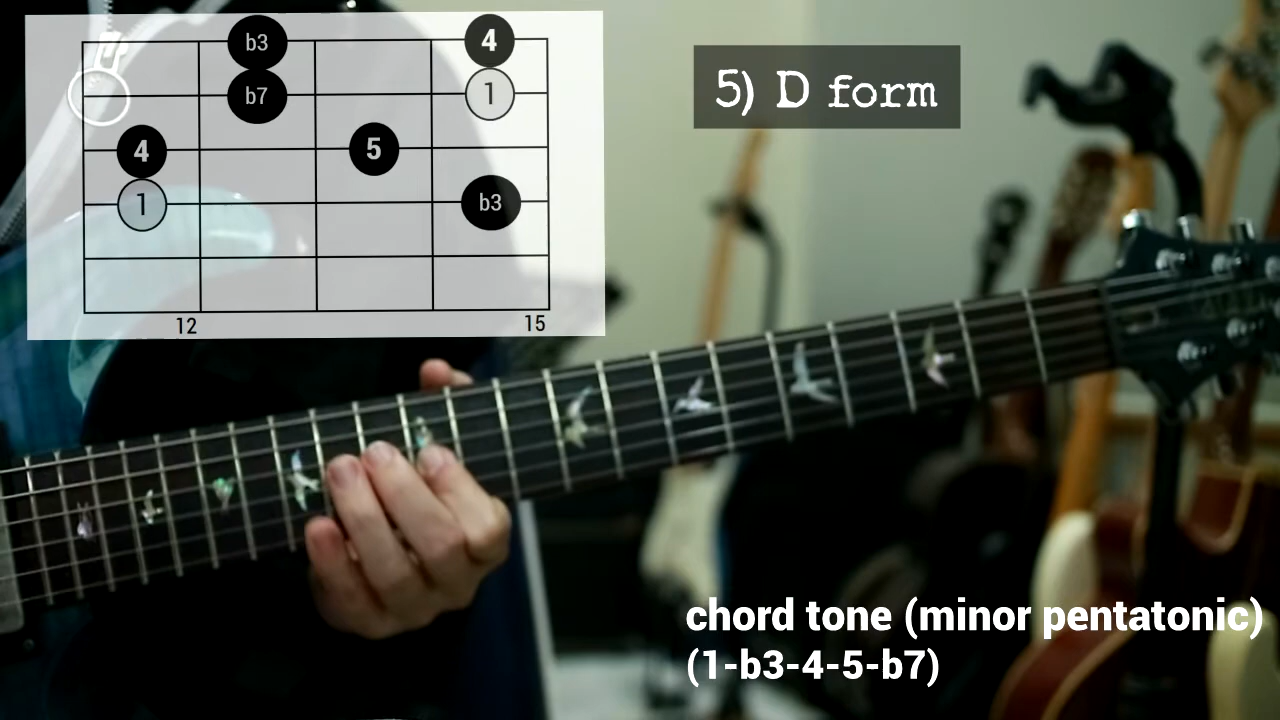 b3 4
b7 1
4 5
1 b3
12 15
5) D form
chord tone (minor pentatonic)
(1-b3-4-5-b7)